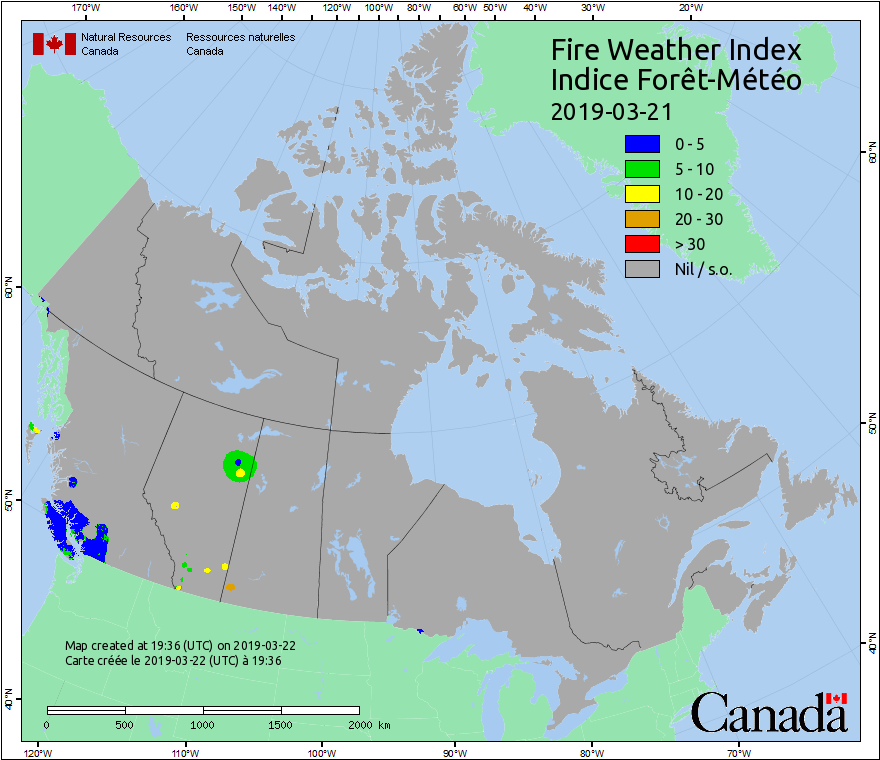 170°W 160°W 150°W 140°W 130°W 120°W 110°W 100°W 90°W 80°W 70°W 60°W 50°W 40°W 30°W 20°W
Natural Resources Ressources naturelles
Canada Canada
Fire Weather Index
Indice Forêt-Météo
2019-03-21
0 - 5
5 - 10
10 - 20
20 - 30
> 30
Nil / s.o.
60°N
60°N
50°N
50°N
40°N
40°N
Map created at 19:36 (UTC) on 2019-03-22
Carte créée le 2019-03-22 (UTC) à 19:36
0 500 1000 1500 2000 km
Canada
120°W 110°W 100°W 90°W 80°W 70°W